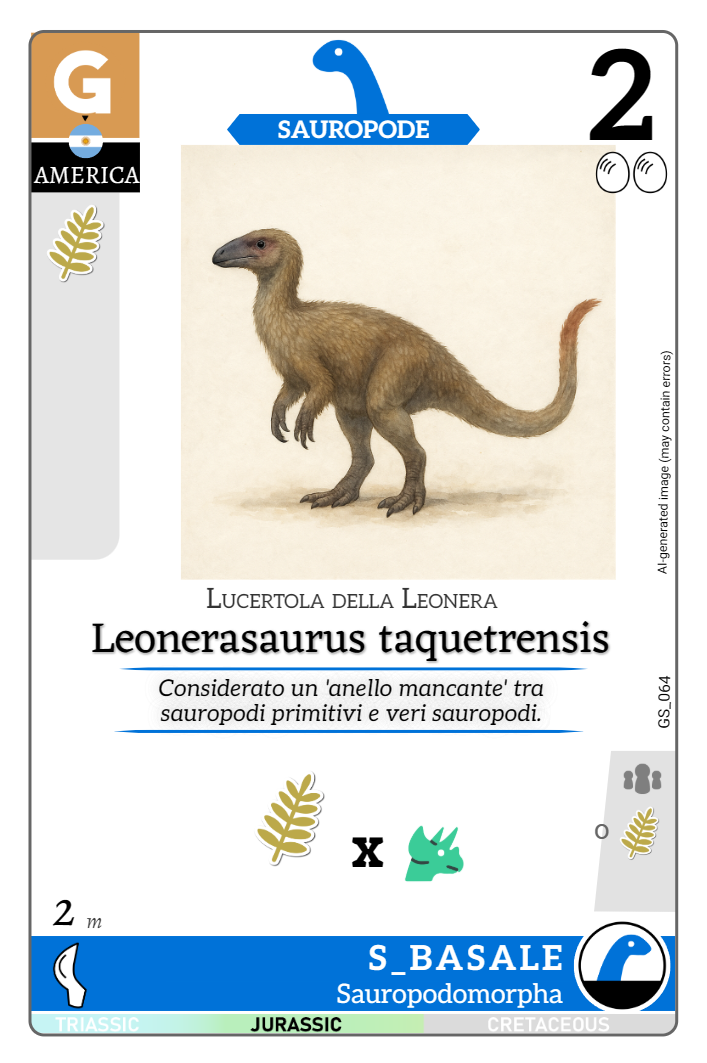 G
AMERICA
SAUROPODE
2
AI-generated image (may contain errors)
Lucertola della Leonera
Leonerasaurus taquetrensis
Considerato un 'anello mancante' tra
sauropodi primitivi e veri sauropodi.
GS_064
x
o
2 m
S_BASALE
Sauropodomorpha
TRIASSIC JURASSIC CRETACEOUS